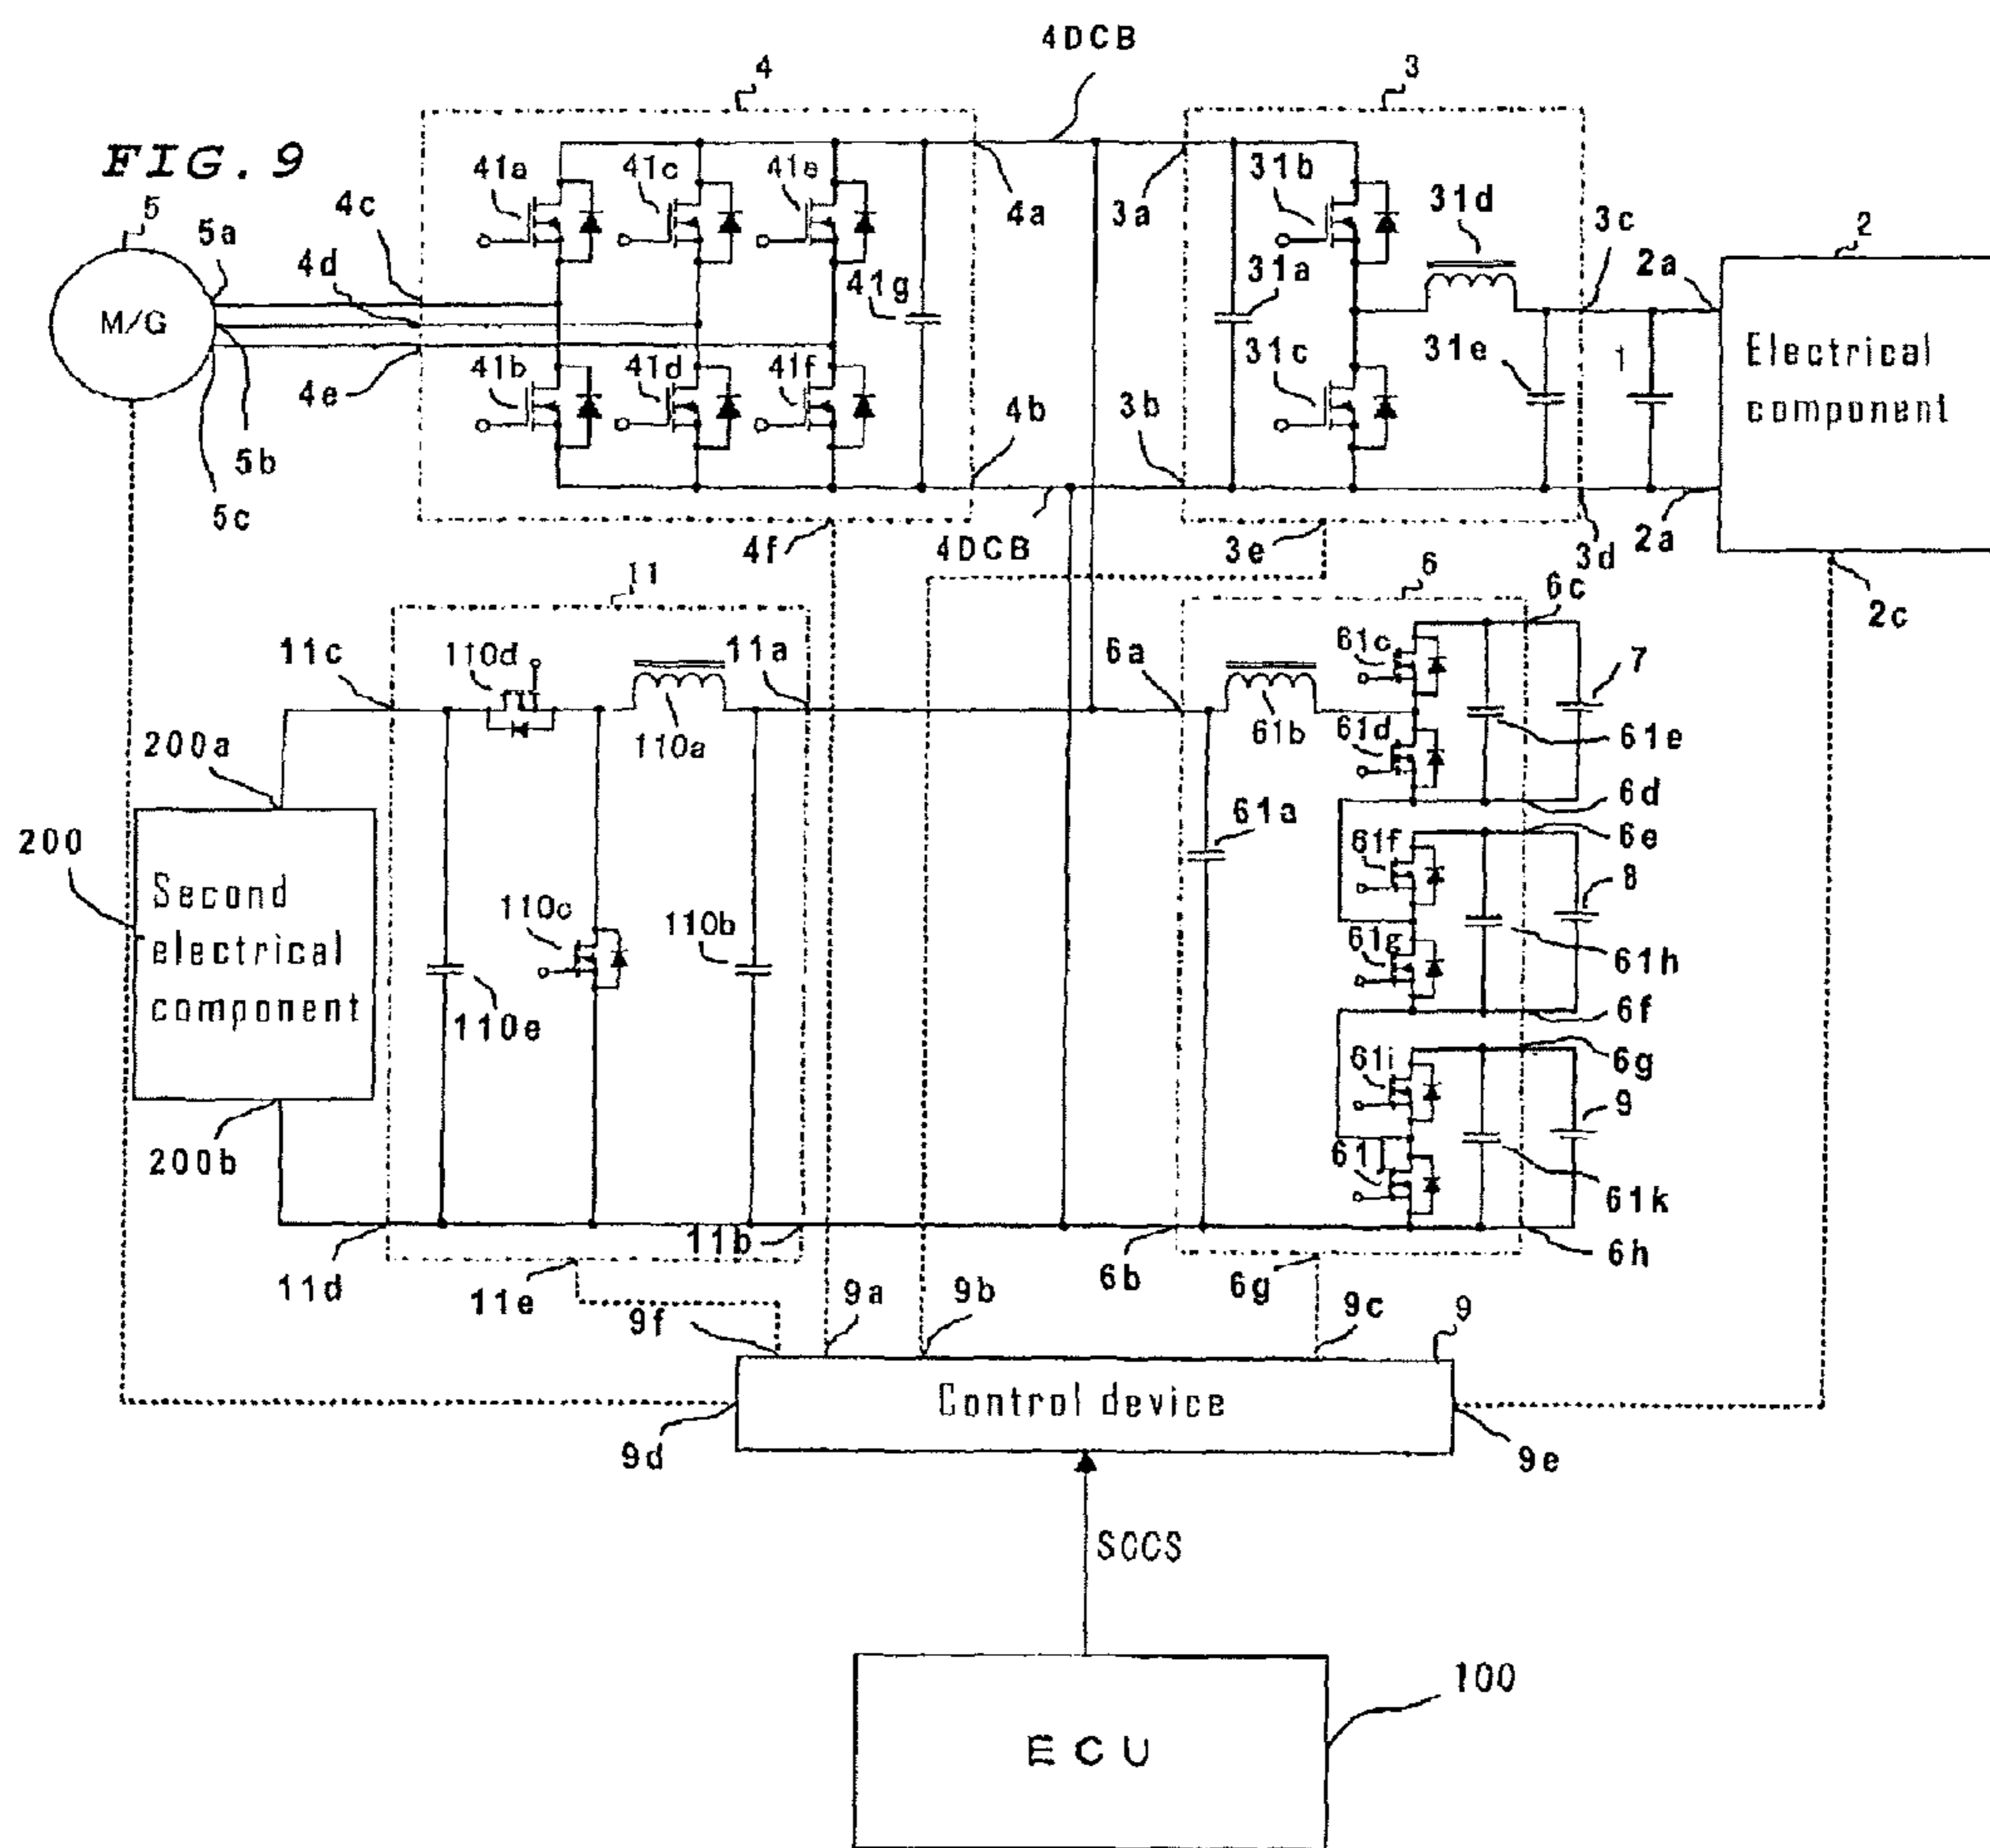 4DCB
4
3
FIG. 9
41a
41c
41e
31b
5
5a
4c
4a
3a
31d
3c
2
2a
4d
41g
31a
M/G
31c
31e
1
Electrical
component
41b
41d
41f
4e
4b
3b
5b
5c
4f
4DCB
3e
3d
2a
11
6
6c
2c
11c
110d
11a
6a
61c
7
200a
110a
61b
61d
61e
6d
61a
6e
200
Second
electrical
component
61f
8
110c
110b
61g
61h
110e
6f
61i
6g
9
200b
61j
61k
11b
6h
11d
11e
9f
9a
9b
6b
6g
9c
9
Control device
9d
9e
SCCS
100
ECU